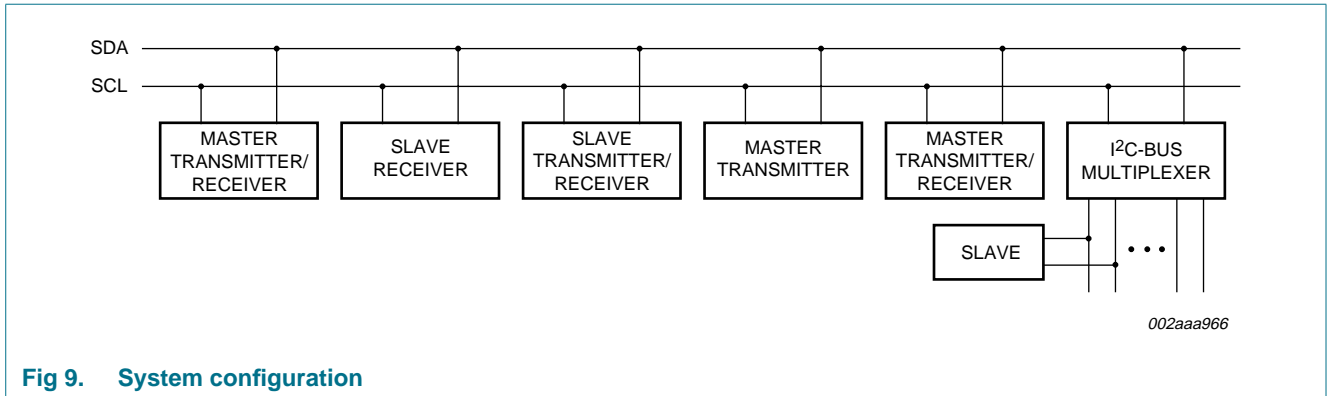 SDA
SCL
MASTER
TRANSMITTER/
RECEIVER
SLAVE
RECEIVER
SLAVE
TRANSMITTER/
RECEIVER
MASTER
TRANSMITTER
MASTER
TRANSMITTER/
RECEIVER
I²C-BUS
MULTIPLEXER
SLAVE
002aaa966
Fig 9. System configuration